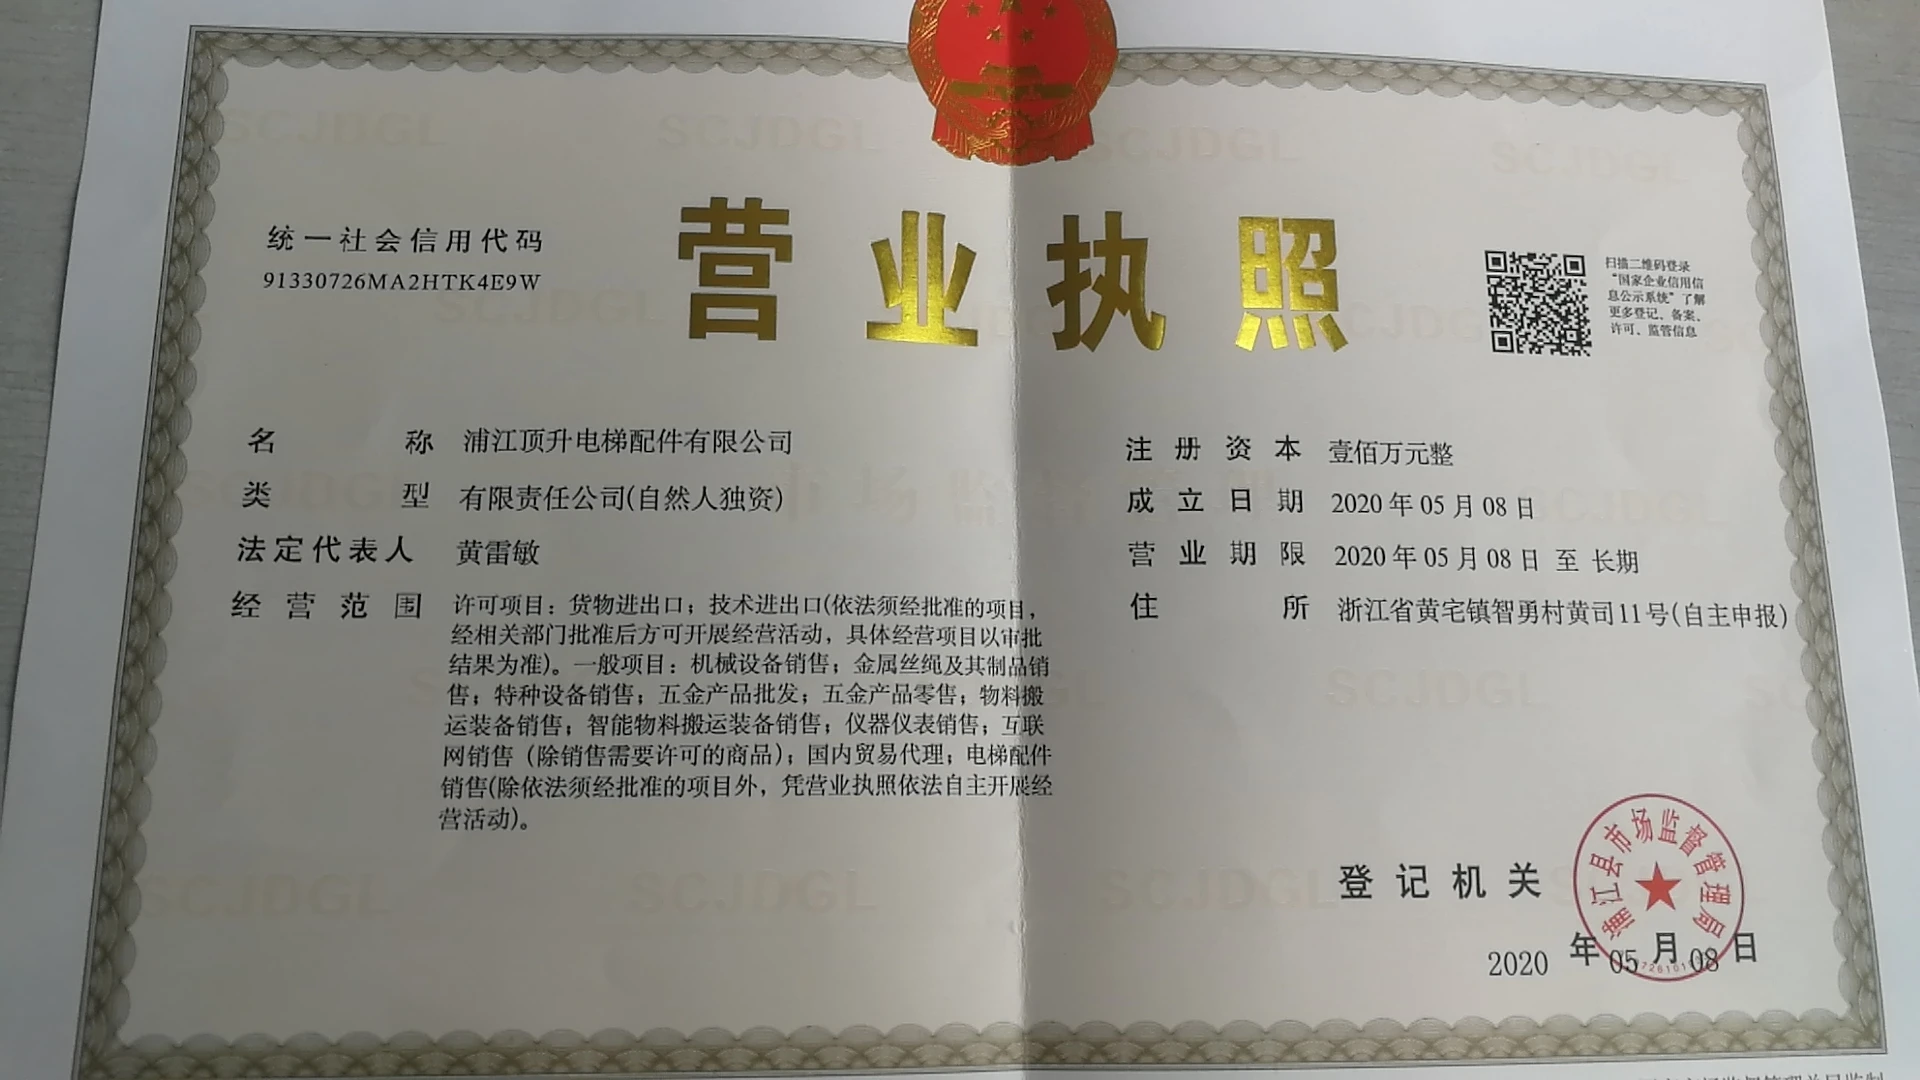 营业执照
统一社会信用代码
91330726MA2HTK4E9W
扫描二维码登录
“国家企业信用信
息公示系统”了解
更多登记、备案、
许可、监管信息
名称 浦江顶升电梯配件有限公司
类型 有限责任公司(自然人独资)
法定代表人 黄雷敏
经营范围 许可项目：货物进出口；技术进出口(依法须经批准的项目，
经相关部门批准后方可开展经营活动，具体经营项目以审批
结果为准)。一般项目：机械设备销售；金属丝绳及其制品销
售；特种设备销售；五金产品批发；五金产品零售；物料搬
运装备销售；智能物料搬运装备销售；仪器仪表销售；互联
网销售（除销售需要许可的商品）；国内贸易代理；电梯配件
销售(除依法须经批准的项目外，凭营业执照依法自主开展经
营活动)。
注册资本 壹佰万元整
成立日期 2020年05月08日
营业期限 2020年05月08日 至 长期
住所 浙江省黄宅镇智勇村黄司11号(自主申报)
登记机关
浦江县市场监督管理局
2020 年 05 月 08 日
SCJDGL